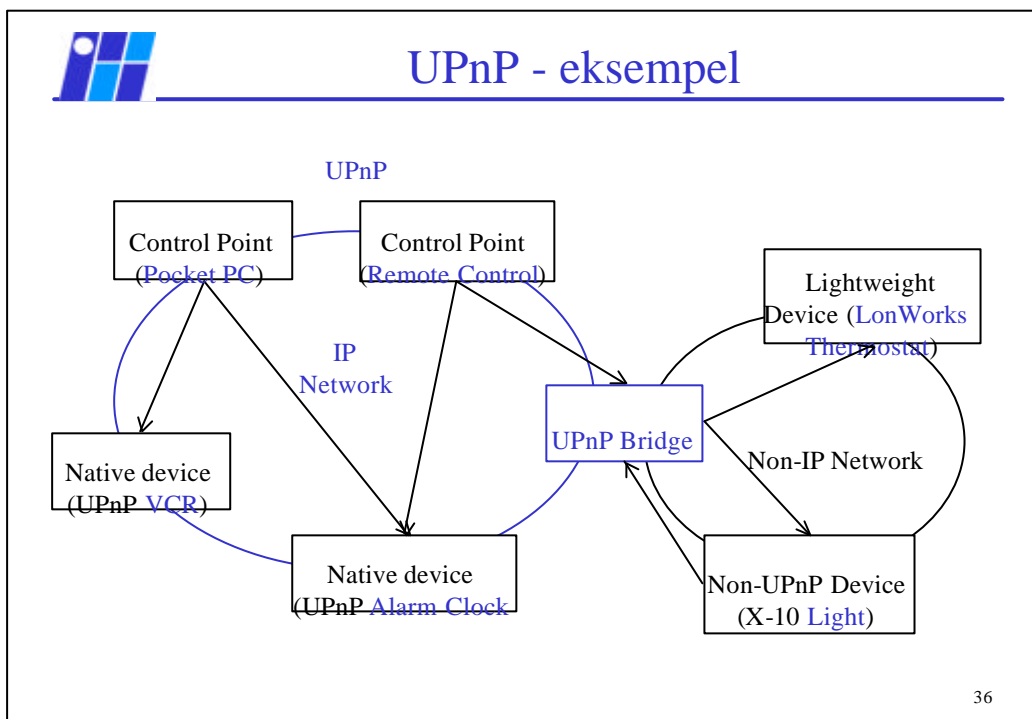 UPnP - eksempel
UPnP
Control Point
(Pocket PC)
Control Point
(Remote Control)
Lightweight
Device (LonWorks
Thermostat)
IP
Network
UPnP Bridge
Non-IP Network
Native device
(UPnP VCR)
Native device
(UPnP Alarm Clock
Non-UPnP Device
(X-10 Light)
36